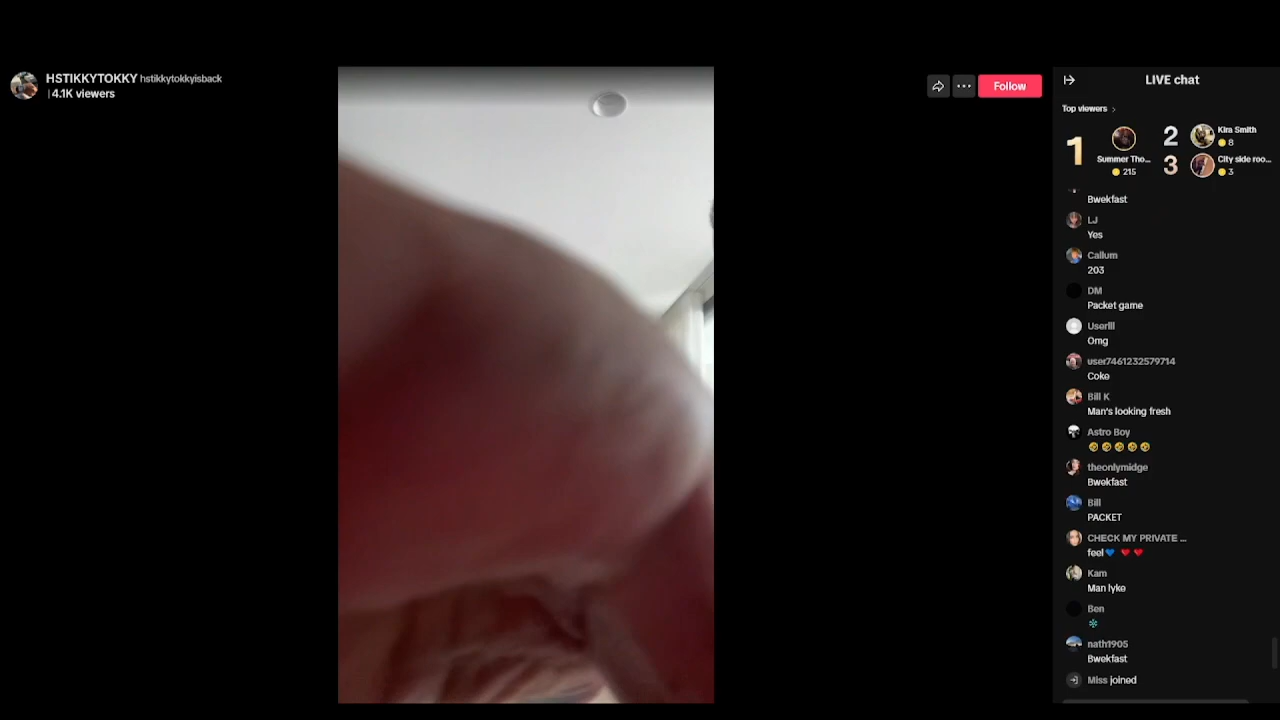 HSTIKKYTOKKY hstikkytokkyisback
4.1K viewers
Follow
LIVE chat
Top viewers
1
Summer Tho...
215
2
Kira Smith
8
3
City side roo...
3
Bwekfast
LJ
Yes
Callum
203
DM
Packet game
Userlll
Omg
user7461232579714
Coke
Bill K
Man's looking fresh
Astro Boy
🤣🤣🤣🤣🤣
theonlymidge
Bwekfast
Bill
PACKET
CHECK MY PRIVATE ...
feel💙 ❤️ ❤️
Kam
Man lyke
Ben
❄️
nath1905
Bwekfast
Miss joined